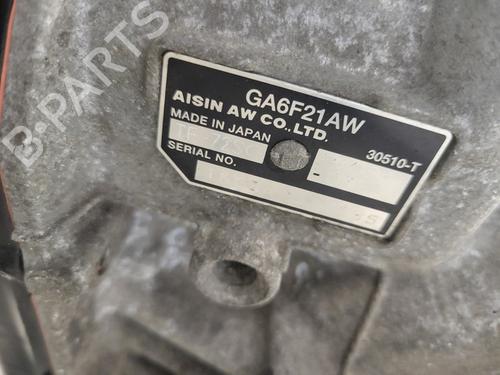 B-PARTS
GA6F21AW
AISIN AW CO.,LTD.
MADE IN JAPAN
30510-T
SERIAL NO.